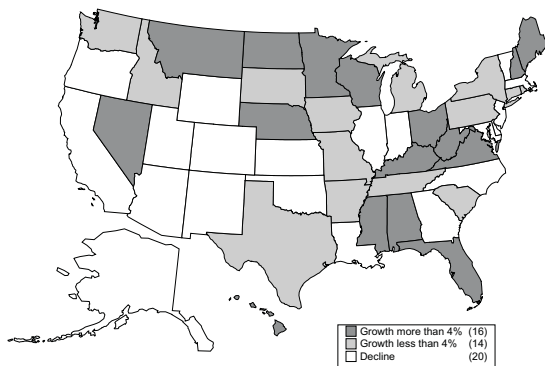 Growth more than 4% (16)
Growth less than 4% (14)
Decline (20)